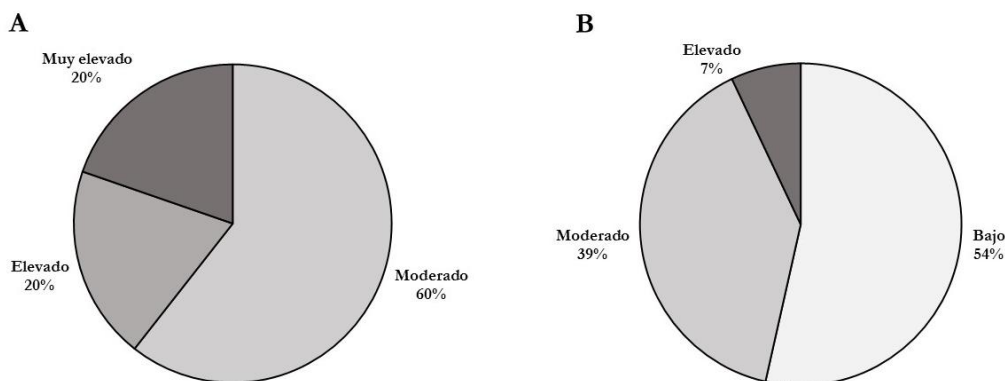 A
Muy elevado
20%
Elevado
20%
Moderado
60%
B
Elevado
7%
Moderado
39%
Bajo
54%